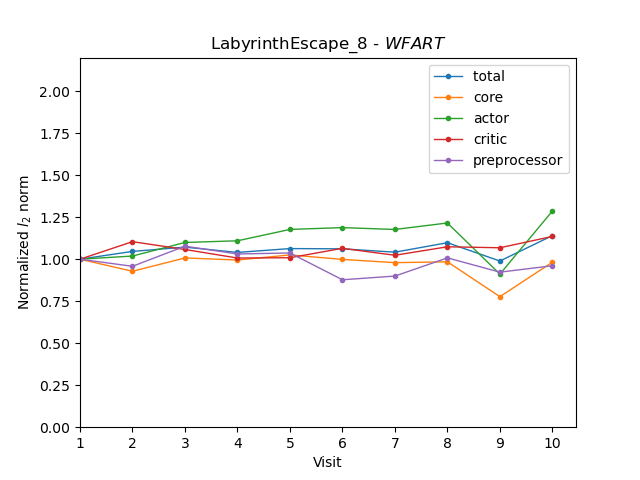 LabyrinthEscape_8 - WFART
Normalized l2 norm
2.00
1.75
1.50
1.25
1.00
0.75
0.50
0.25
0.00
total
core
actor
critic
preprocessor
1 2 3 4 5 6 7 8 9 10
Visit